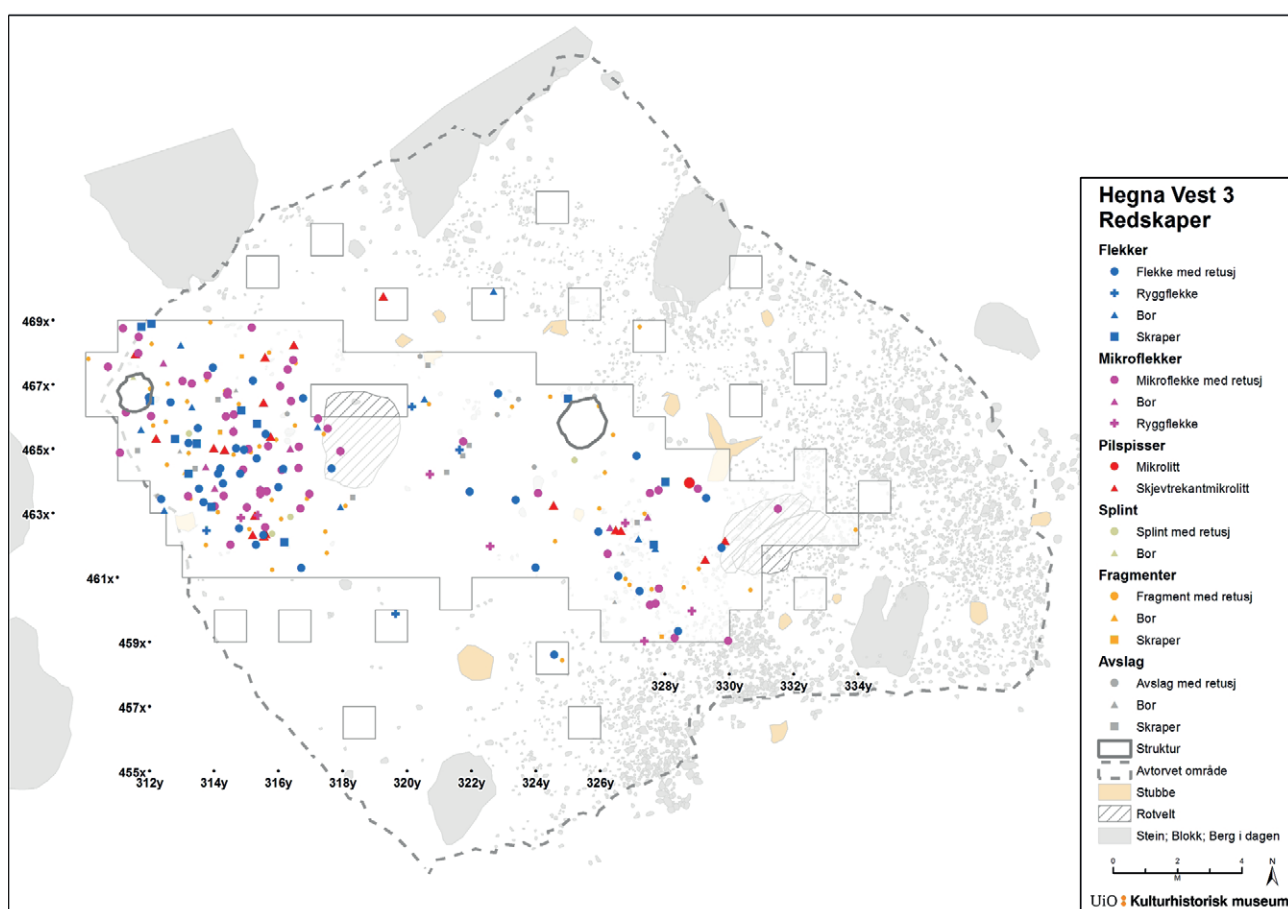 469x
467x
465x
463x
461x
459x
457x
455x
312y 314y 316y 318y 320y 322y 324y 326y
328y 330y 332y 334y
Hegna Vest 3
Redskaper
Flekker
Flekke med retusj
Ryggflekke
Bor
Skraper
Mikroflekker
Mikroflekke med retusj
Bor
Ryggflekke
Pilspisser
Mikrolitt
Skjevtrekantmikrolitt
Splint
Splint med retusj
Bor
Fragmenter
Fragment med retusj
Bor
Skraper
Avslag
Avslag med retusj
Bor
Skraper
Struktur
Avtorvet område
Stubbe
Rotvelt
Stein; Blokk; Berg i dagen
0 2 4 N
M
UiO Kulturhistorisk museum